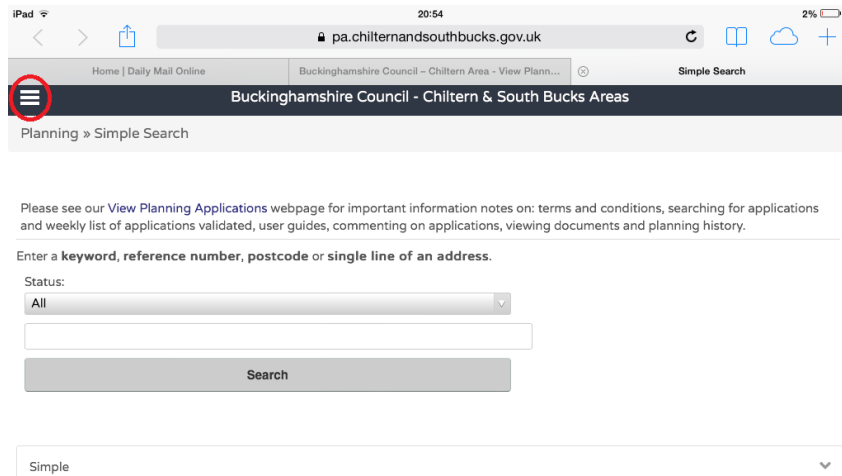 iPad 20:54 2%
pa.chilternandsouthbucks.gov.uk
Home | Daily Mail Online Buckinghamshire Council – Chiltern Area - View Plann... Simple Search
Buckinghamshire Council - Chiltern & South Bucks Areas
Planning » Simple Search
Please see our View Planning Applications webpage for important information notes on: terms and conditions, searching for applications
and weekly list of applications validated, user guides, commenting on applications, viewing documents and planning history.
Enter a keyword, reference number, postcode or single line of an address.
Status:
All
Search
Simple